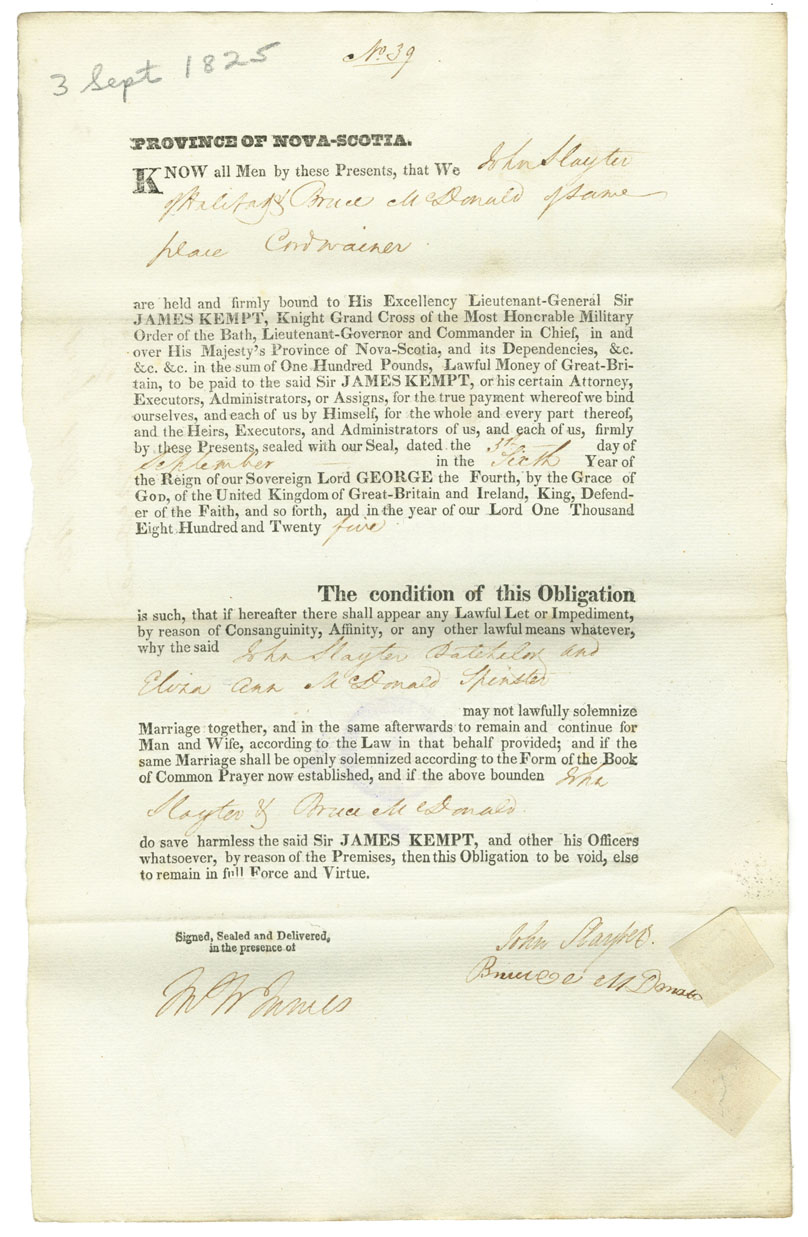 3 Sept 1825
No. 39
PROVINCE OF NOVA-SCOTIA.
KNOW all Men by these Presents, that We John Slayter
of Halifax & Bruce McDonald of same
place Cordwainer
are held and firmly bound to His Excellency Lieutenant-General Sir
JAMES KEMPT, Knight Grand Cross of the Most Honorable Military
Order of the Bath, Lieutenant-Governor and Commander in Chief, in and
over His Majesty's Province of Nova-Scotia, and its Dependencies, &c.
&c. &c. in the sum of One Hundred Pounds, Lawful Money of Great-Bri-
tain, to be paid to the said Sir JAMES KEMPT, or his certain Attorney,
Executors, Administrators, or Assigns, for the true payment whereof we bind
ourselves, and each of us by Himself, for the whole and every part thereof,
and the Heirs, Executors, and Administrators of us, and each of us, firmly
by these Presents, sealed with our Seal, dated the 3rd day of
September in the Sixth Year of
the Reign of our Sovereign Lord GEORGE the Fourth, by the Grace of
GOD, of the United Kingdom of Great-Britain and Ireland, King, Defend-
er of the Faith, and so forth, and in the year of our Lord One Thousand
Eight Hundred and Twenty five
The condition of this Obligation
is such, that if hereafter there shall appear any Lawful Let or Impediment,
by reason of Consanguinity, Affinity, or any other lawful means whatever,
why the said John Slayter Batchelor and
Eliza Ann McDonald Spinster
may not lawfully solemnize
Marriage together, and in the same afterwards to remain and continue for
Man and Wife, according to the Law in that behalf provided; and if the
same Marriage shall be openly solemnized according to the Form of the Book
of Common Prayer now established, and if the above bounden John
Slayter & Bruce McDonald
do save harmless the said Sir JAMES KEMPT, and other his Officers
whatsoever, by reason of the Premises, then this Obligation to be void, else
to remain in full Force and Virtue.
Signed, Sealed and Delivered,
in the presence of
John Slayter.
Bruce McDonald